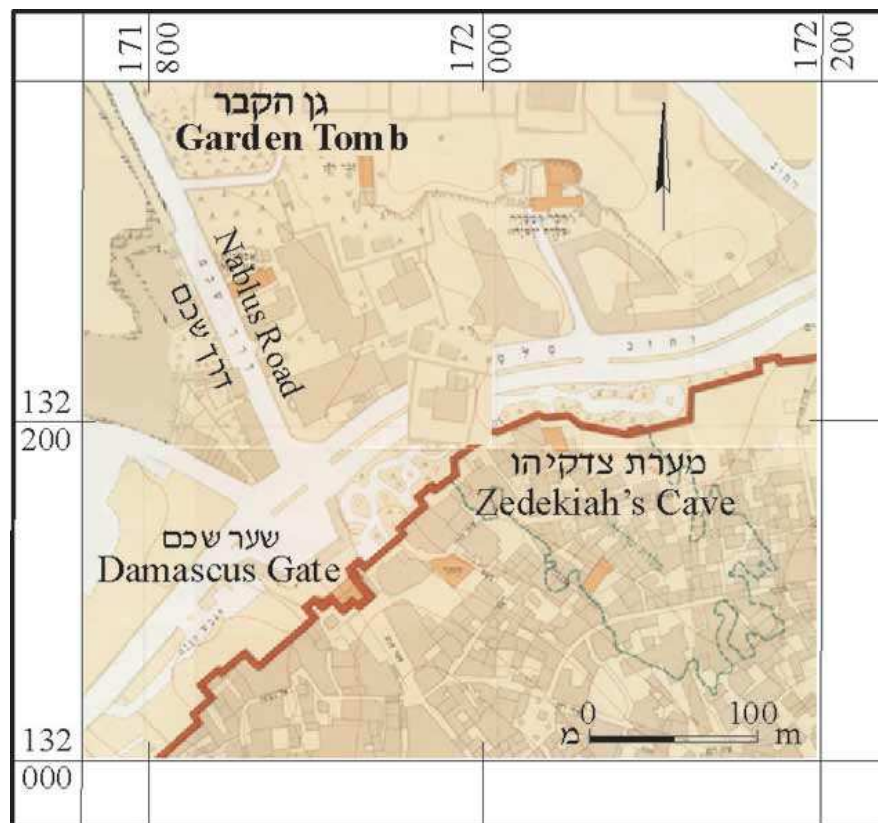 171
800
172
000
172
200
גן הקבר
Garden Tomb
Nablus Road
דרך שכם
132
200
מערת צדקיהו
Zedekiah's Cave
שער שכם
Damascus Gate
0 100
מ m
132
000